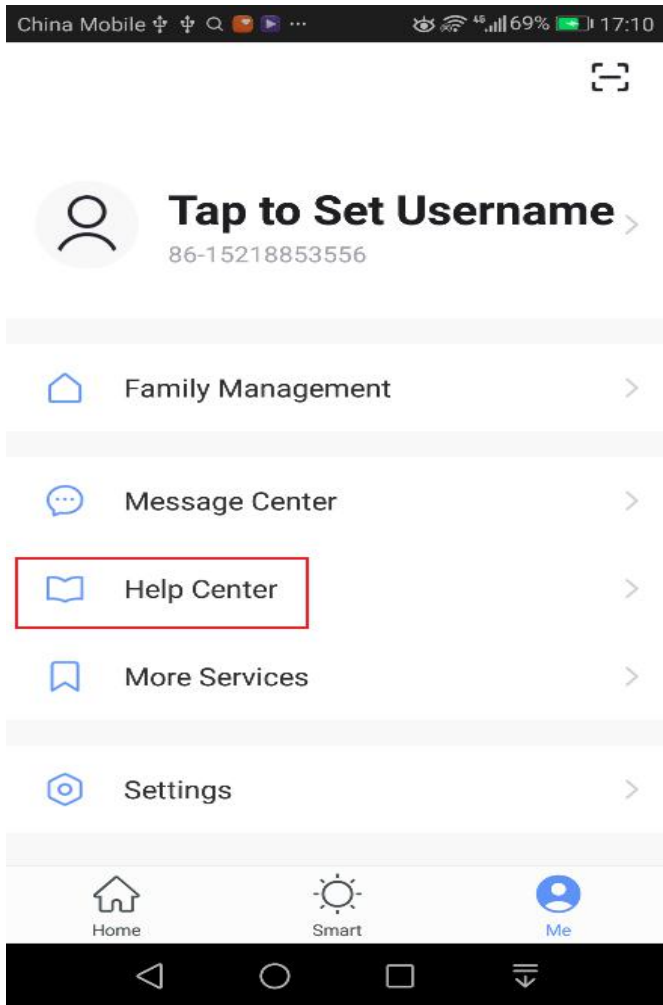 China Mobile ... 69% 17:10
Tap to Set Username
86-15218853556
Family Management
Message Center
Help Center
More Services
Settings
Home Smart Me